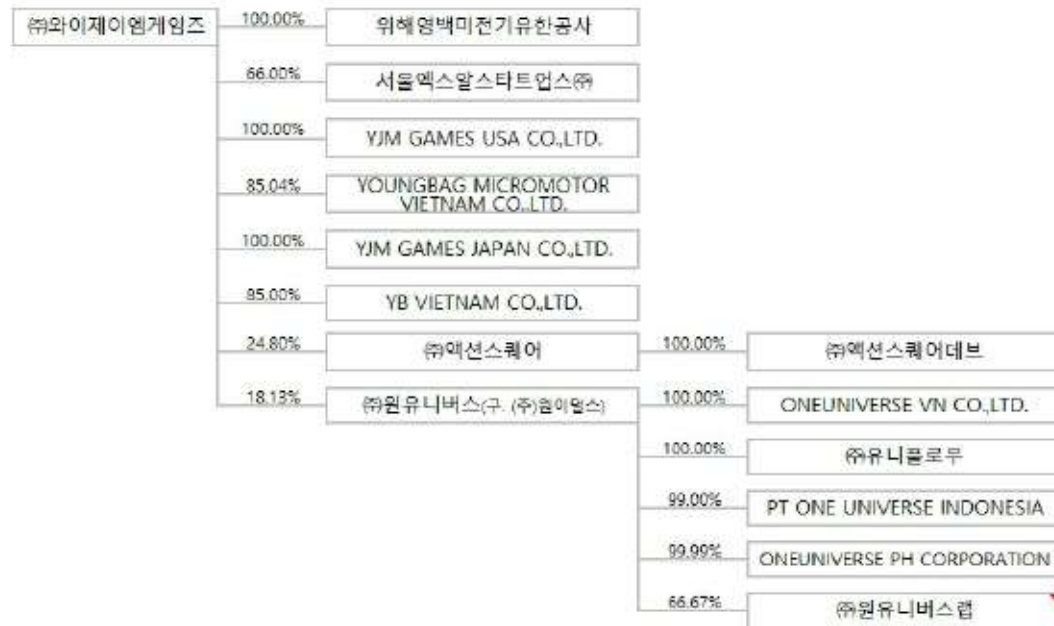 ㈜와이제이엠게임즈
100.00%
위해영백미전기유한공사
66.00%
서울엑스알스타트업스㈜
100.00%
YJM GAMES USA CO.,LTD.
85.04%
YOUNGBAG MICROMOTOR
VIETNAM CO.,LTD.
100.00%
YJM GAMES JAPAN CO.,LTD.
95.00%
YB VIETNAM CO.,LTD.
24.80%
㈜액션스퀘어
100.00%
㈜액션스퀘어데브
18.13%
㈜원유니버스(구. (주)원이멀스)
100.00%
ONEUNIVERSE VN CO.,LTD.
100.00%
㈜유니플로우
99.00%
PT ONE UNIVERSE INDONESIA
99.99%
ONEUNIVERSE PH CORPORATION
66.67%
㈜원유니버스랩